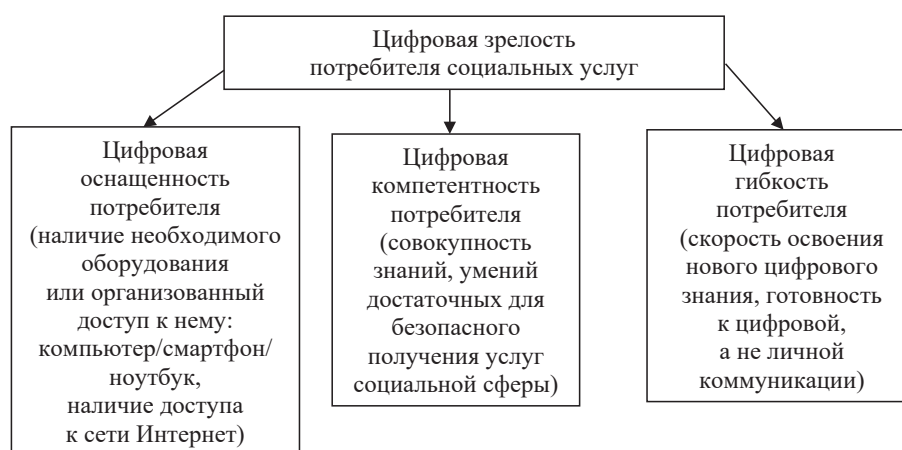 Цифровая зрелость
потребителя социальных услуг
Цифровая
оснащенность
потребителя
(наличие необходимого
оборудования
или организованный
доступ к нему:
компьютер/смартфон/
ноутбук,
наличие доступа
к сети Интернет)
Цифровая
компетентность
потребителя
(совокупность
знаний, умений
достаточных для
безопасного
получения услуг
социальной сферы)
Цифровая
гибкость
потребителя
(скорость освоения
нового цифрового
знания, готовность
к цифровой,
а не личной
коммуникации)